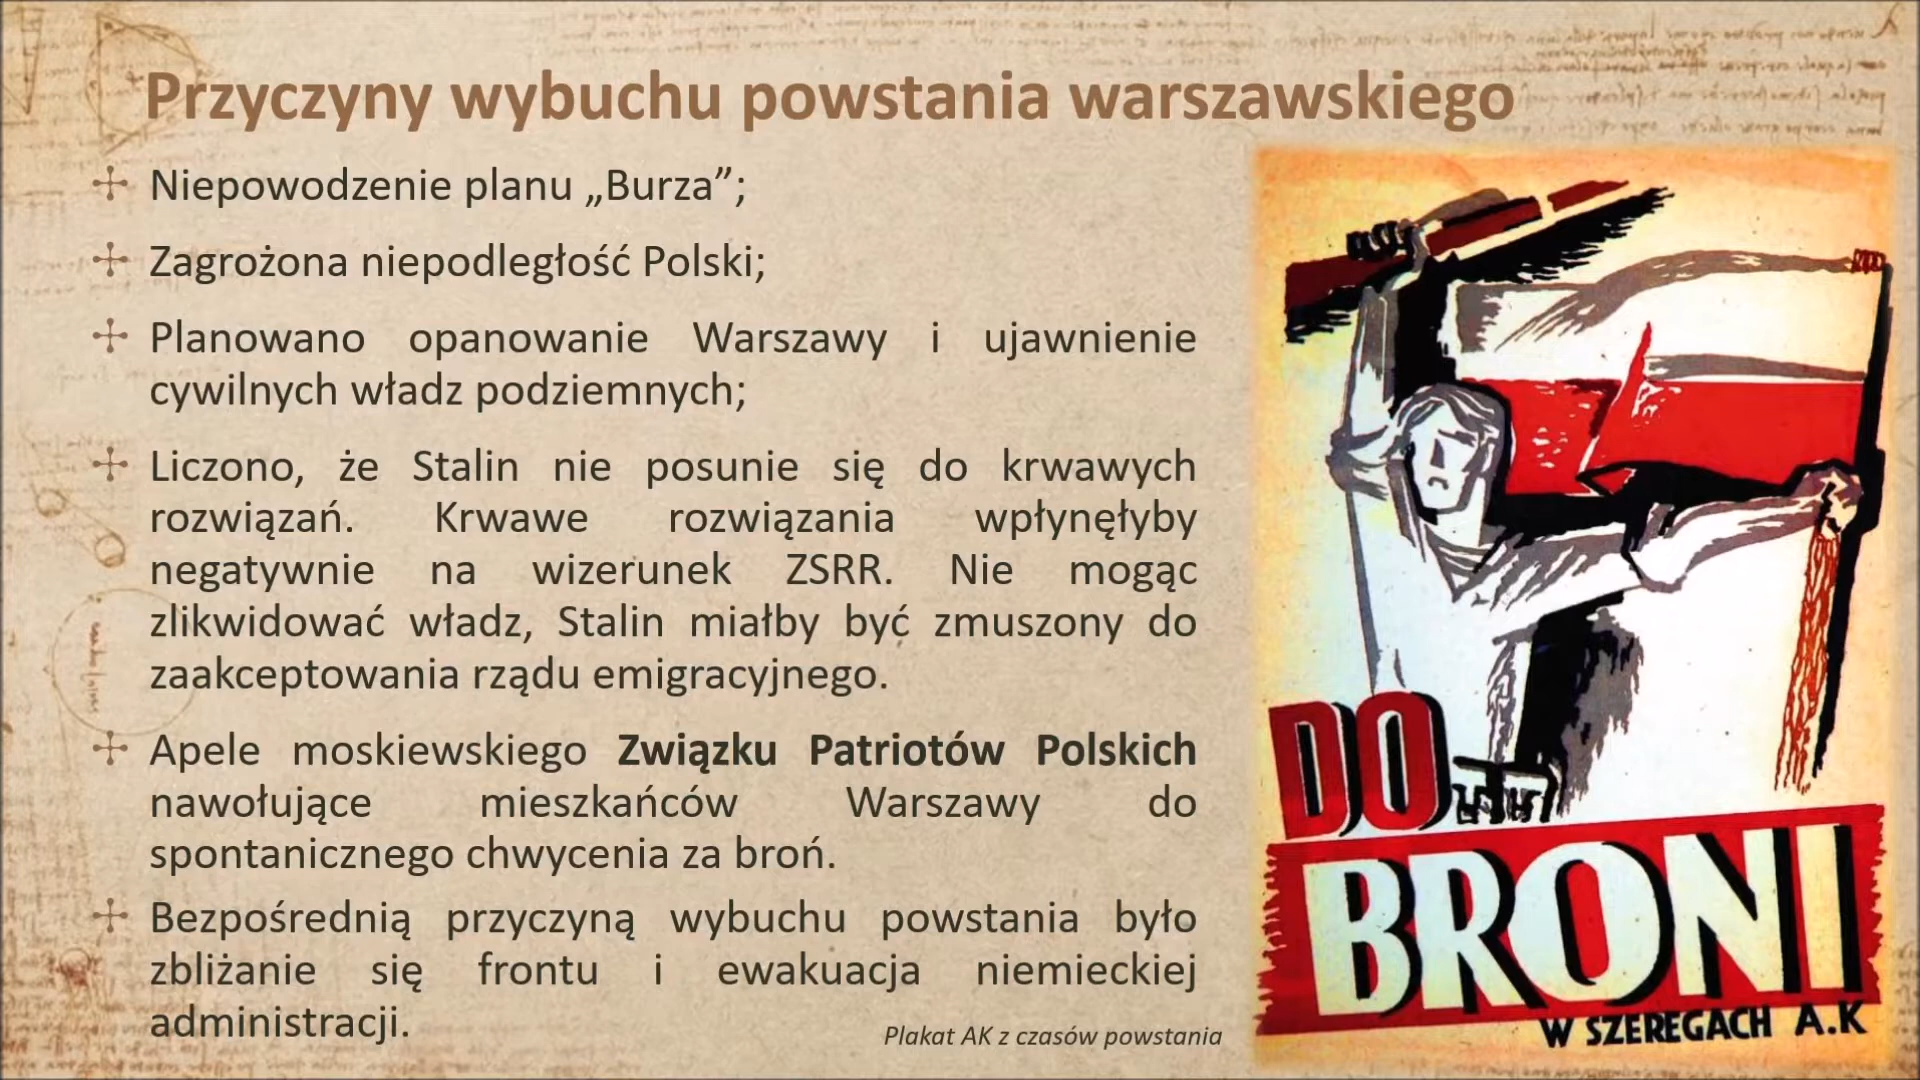 Przyczyny wybuchu powstania warszawskiego
Niepowodzenie planu „Burza”;
Zagrożona niepodległość Polski;
Planowano opanowanie Warszawy i ujawnienie
cywilnych władz podziemnych;
Liczono, że Stalin nie posunie się do krwawych
rozwiązań. Krwawe rozwiązania wpłynęłyby
negatywnie na wizerunek ZSRR. Nie mogąc
zlikwidować władz, Stalin miałby być zmuszony do
zaakceptowania rządu emigracyjnego.
Apele moskiewskiego Związku Patriotów Polskich
nawołujące mieszkańców Warszawy do
spontanicznego chwycenia za broń.
Bezpośrednią przyczyną wybuchu powstania było
zbliżanie się frontu i ewakuacja niemieckiej
administracji.
Plakat AK z czasów powstania
DO
BRONI
W SZEREGACH A.K